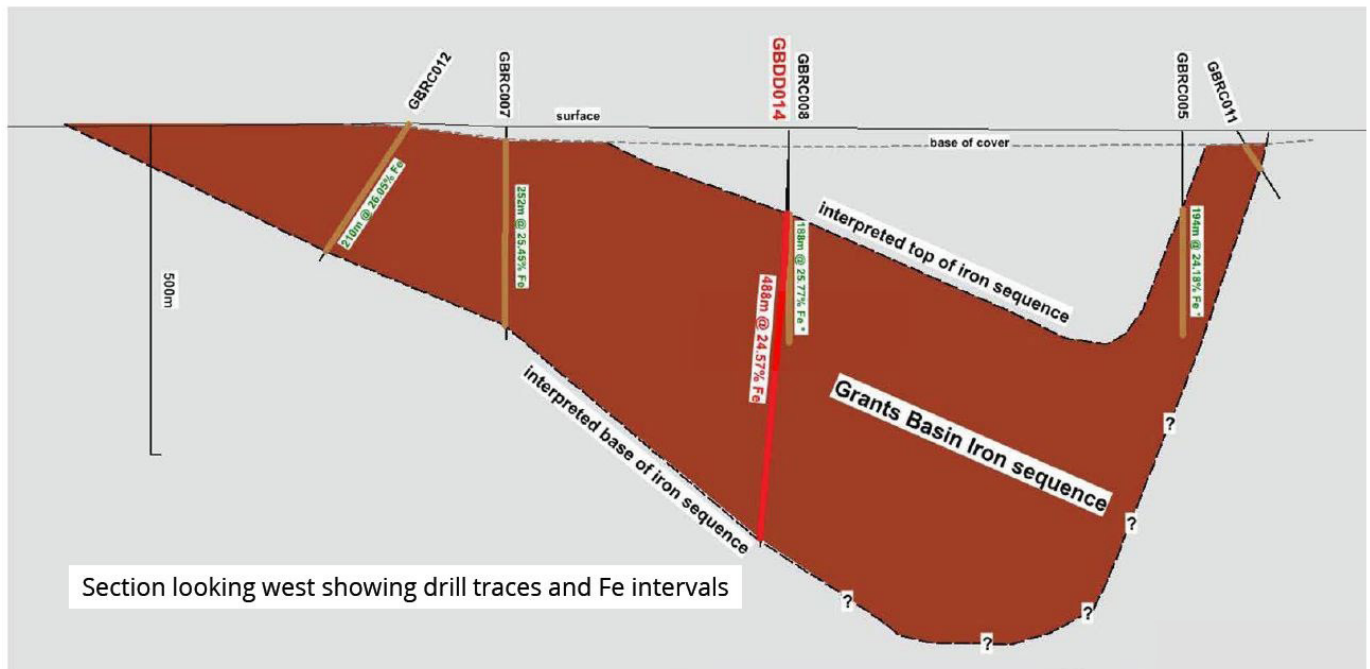 GBRC012
GBRC007
GBDD014
GBRC008
GBRC005
GBRC011
surface
base of cover
210m @ 26.05% Fe
252m @ 25.45% Fe
188m @ 25.77% Fe *
488m @ 24.57% Fe
194m @ 24.18% Fe *
500m
interpreted top of iron sequence
Grants Basin Iron sequence
interpreted base of iron sequence
?
?
?
?
?
Section looking west showing drill traces and Fe intervals